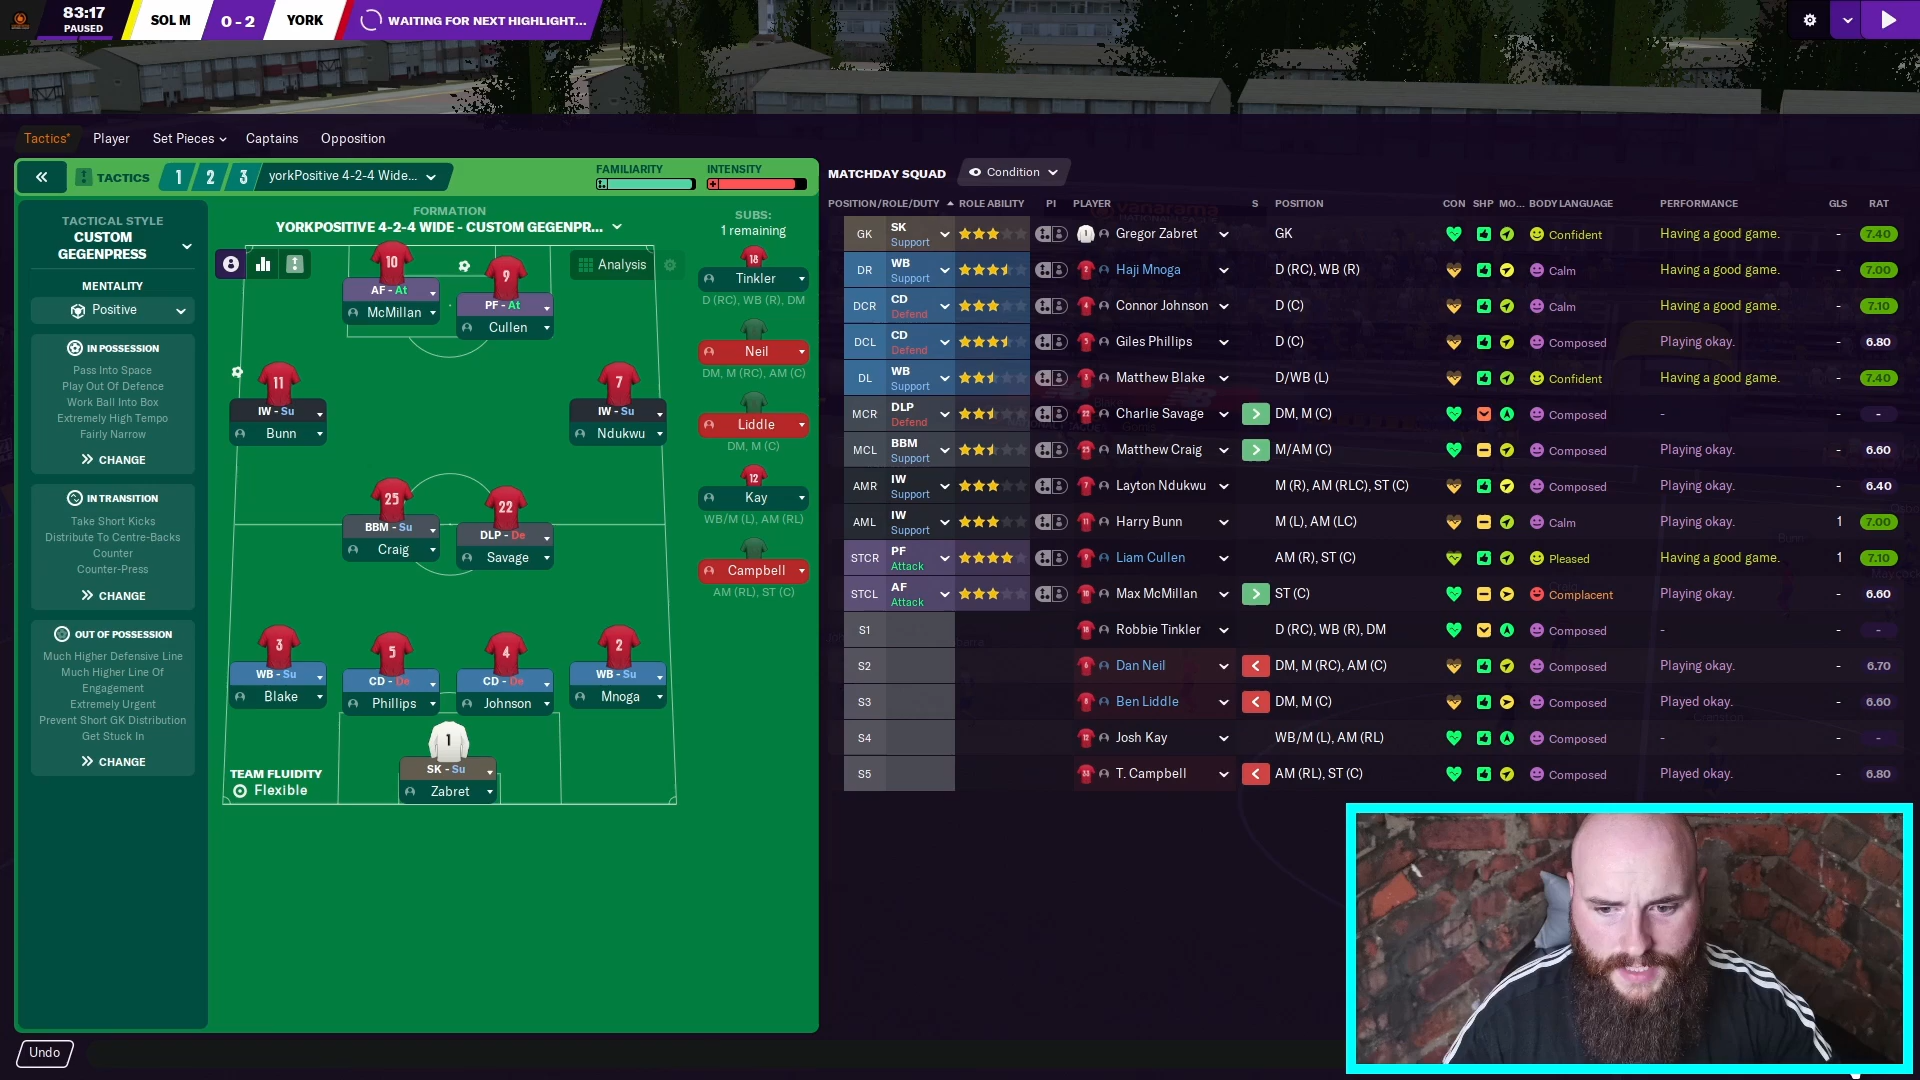 83:17
PAUSED
SOL M
0 - 2
YORK
WAITING FOR NEXT HIGHLIGHT...
Tactics*
Player
Set Pieces
Captains
Opposition
TACTICS
1
2
3
yorkPositive 4-2-4 Wide...
FAMILIARITY
INTENSITY
TACTICAL STYLE
CUSTOM
GEGENPRESS
MENTALITY
Positive
IN POSSESSION
Pass Into Space
Play Out Of Defence
Work Ball Into Box
Extremely High Tempo
Fairly Narrow
CHANGE
IN TRANSITION
Take Short Kicks
Distribute To Centre-Backs
Counter
Counter-Press
CHANGE
OUT OF POSSESSION
Much Higher Defensive Line
Much Higher Line Of
Engagement
Extremely Urgent
Prevent Short GK Distribution
Get Stuck In
CHANGE
FORMATION
YORKPOSITIVE 4-2-4 WIDE - CUSTOM GEGENPR...
Analysis
10
AF - At
McMillan
9
PF - At
Cullen
11
IW - Su
Bunn
7
IW - Su
Ndukwu
25
BBM - Su
Craig
22
DLP - De
Savage
3
WB - Su
Blake
5
CD - De
Phillips
4
CD - De
Johnson
2
WB - Su
Mnoga
1
SK - Su
Zabret
TEAM FLUIDITY
Flexible
SUBS:
1 remaining
18
Tinkler
D (RC), WB (R), DM
Neil
DM, M (RC), AM (C)
Liddle
DM, M (C)
12
Kay
WB/M (L), AM (RL)
Campbell
AM (RL), ST (C)
MATCHDAY SQUAD
Condition
POSITION/ROLE/DUTY ROLE ABILITY PI PLAYER S POSITION CON SHP MO... BODY LANGUAGE PERFORMANCE GLS RAT
GK SK Support Gregor Zabret GK Confident Having a good game. - 7.40
DR WB Support Haji Mnoga D (RC), WB (R) Calm Having a good game. - 7.00
DCR CD Defend Connor Johnson D (C) Calm Having a good game. - 7.10
DCL CD Defend Giles Phillips D (C) Composed Playing okay. - 6.80
DL WB Support Matthew Blake D/WB (L) Confident Having a good game. - 7.40
MCR DLP Defend Charlie Savage DM, M (C) Composed - - -
MCL BBM Support Matthew Craig M/AM (C) Composed Playing okay. - 6.60
AMR IW Support Layton Ndukwu M (R), AM (RLC), ST (C) Composed Playing okay. - 6.40
AML IW Support Harry Bunn M (L), AM (LC) Calm Playing okay. 1 7.00
STCR PF Attack Liam Cullen AM (R), ST (C) Pleased Having a good game. 1 7.10
STCL AF Attack Max McMillan ST (C) Complacent Playing okay. - 6.60
S1 Robbie Tinkler D (RC), WB (R), DM Composed - - -
S2 Dan Neil DM, M (RC), AM (C) Composed Playing okay. - 6.70
S3 Ben Liddle DM, M (C) Composed Played okay. - 6.60
S4 Josh Kay WB/M (L), AM (RL) Composed - - -
S5 T. Campbell AM (RL), ST (C) Composed Played okay. - 6.80
Undo